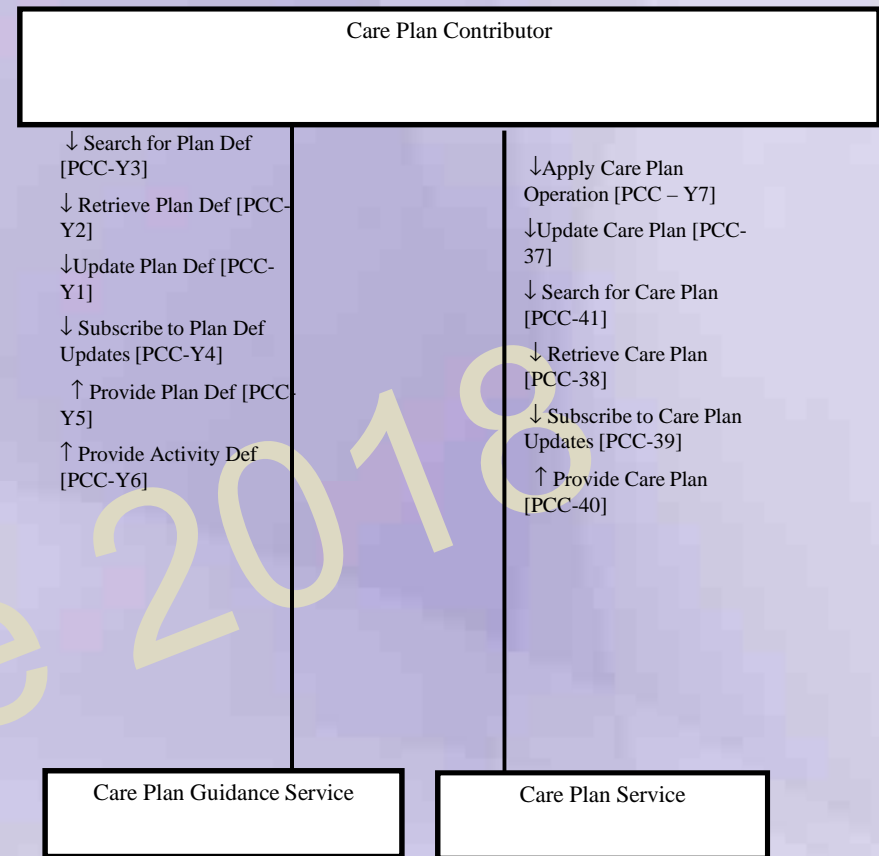 Care Plan Contributor
↓ Search for Plan Def
[PCC-Y3]
↓ Retrieve Plan Def [PCC-
Y2]
↓Update Plan Def [PCC-
Y1]
↓ Subscribe to Plan Def
Updates [PCC-Y4]
↑ Provide Plan Def [PCC-
Y5]
↑ Provide Activity Def
[PCC-Y6]
↓Apply Care Plan
Operation [PCC – Y7]
↓Update Care Plan [PCC-
37]
↓ Search for Care Plan
[PCC-41]
↓ Retrieve Care Plan
[PCC-38]
↓ Subscribe to Care Plan
Updates [PCC-39]
↑ Provide Care Plan
[PCC-40]
e 2018
Care Plan Guidance Service
Care Plan Service